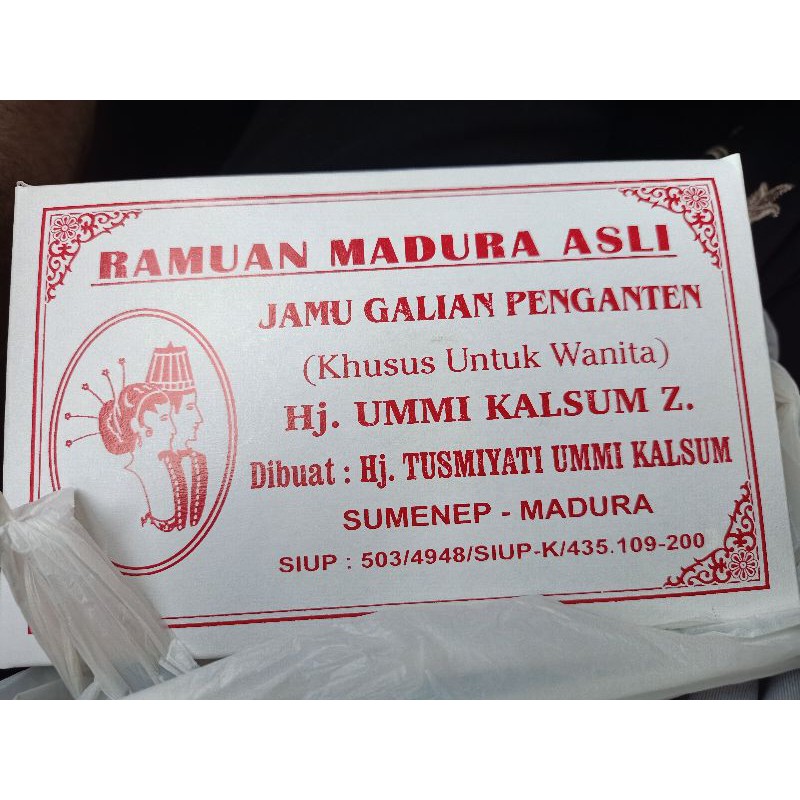 RAMUAN MADURA ASLI
JAMU GALIAN PENGANTEN
(Khusus Untuk Wanita)
Hj. UMMI KALSUM Z.
Dibuat : Hj. TUSMIYATI UMMI KALSUM
SUMENEP - MADURA
SIUP : 503/4948/SIUP-K/435.109-200